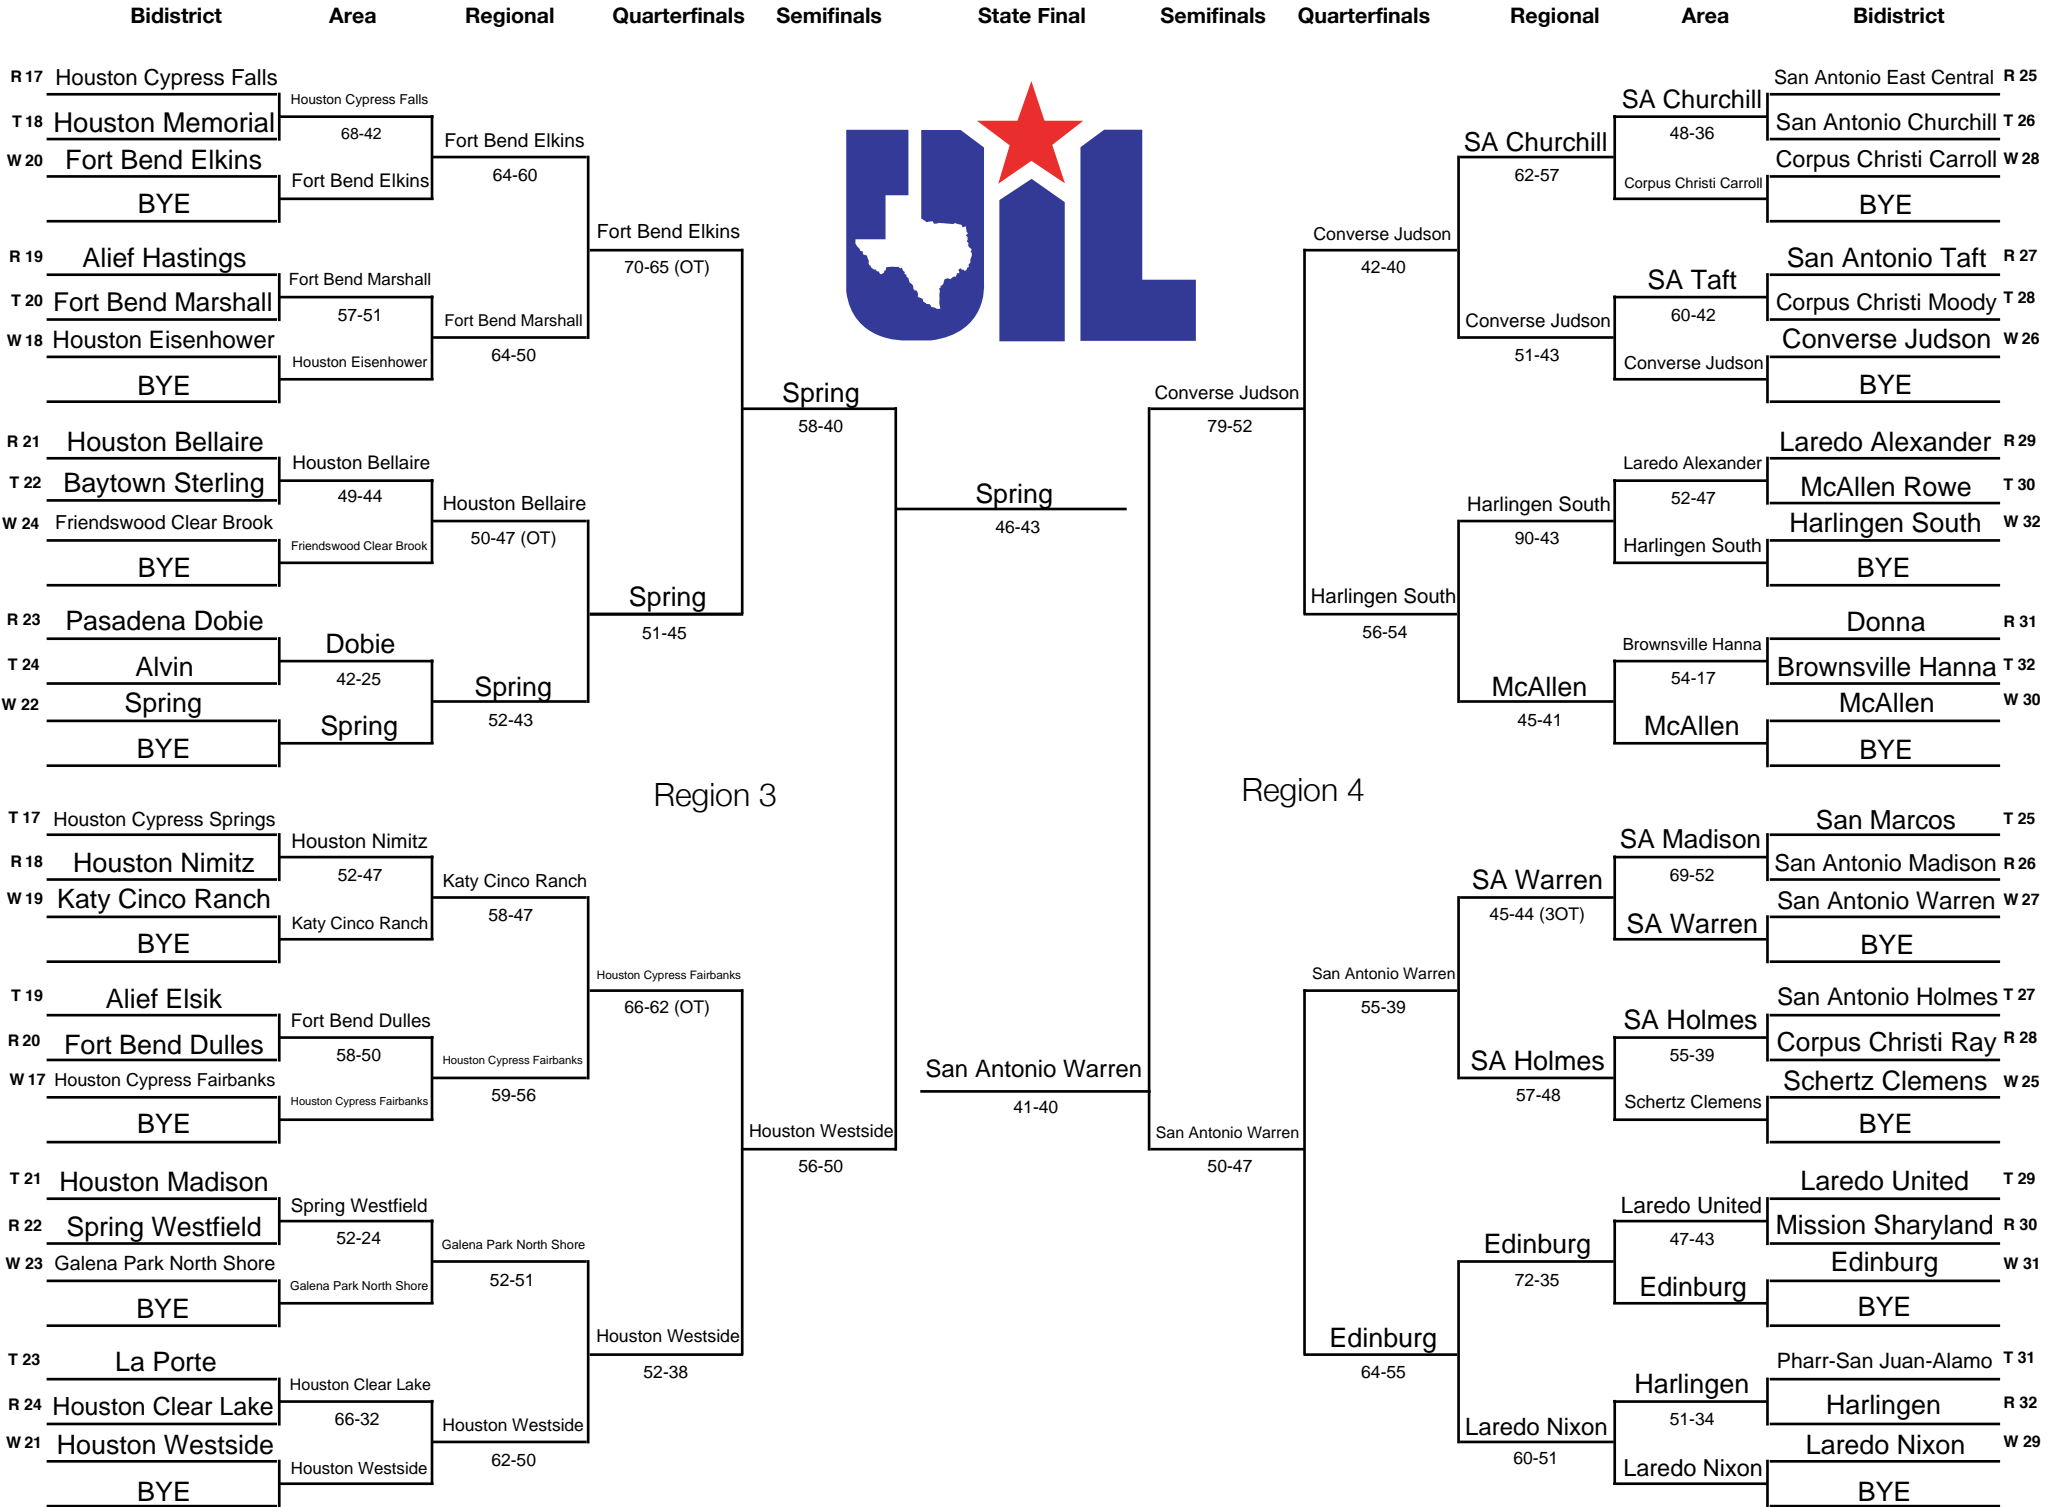 Bidistrict Area Regional Quarterfinals Semifinals State Final Semifinals Quarterfinals Regional Area Bidistrict
R 17 Houston Cypress Falls
Houston Cypress Falls
68-42
T 18 Houston Memorial
Fort Bend Elkins
64-60
W 20 Fort Bend Elkins
Fort Bend Elkins
BYE
Fort Bend Elkins
70-65 (OT)
R 19 Alief Hastings
Fort Bend Marshall
57-51
T 20 Fort Bend Marshall
Fort Bend Marshall
64-50
W 18 Houston Eisenhower
Houston Eisenhower
BYE
Spring
58-40
R 21 Houston Bellaire
Houston Bellaire
49-44
T 22 Baytown Sterling
Houston Bellaire
50-47 (OT)
W 24 Friendswood Clear Brook
Friendswood Clear Brook
BYE
Spring
51-45
R 23 Pasadena Dobie
Dobie
42-25
T 24 Alvin
Spring
52-43
W 22 Spring
Spring
BYE
Region 3
T 17 Houston Cypress Springs
Houston Nimitz
52-47
R 18 Houston Nimitz
Katy Cinco Ranch
58-47
W 19 Katy Cinco Ranch
Katy Cinco Ranch
BYE
Houston Cypress Fairbanks
66-62 (OT)
T 19 Alief Elsik
Fort Bend Dulles
58-50
R 20 Fort Bend Dulles
Houston Cypress Fairbanks
59-56
W 17 Houston Cypress Fairbanks
Houston Cypress Fairbanks
BYE
Houston Westside
56-50
T 21 Houston Madison
Spring Westfield
52-24
R 22 Spring Westfield
Galena Park North Shore
52-51
W 23 Galena Park North Shore
Galena Park North Shore
BYE
Houston Westside
52-38
T 23 La Porte
Houston Clear Lake
66-32
R 24 Houston Clear Lake
Houston Westside
62-50
W 21 Houston Westside
Houston Westside
BYE
UIL
Spring
46-43
San Antonio Warren
41-40
San Antonio East Central R 25
SA Churchill
48-36
San Antonio Churchill T 26
SA Churchill
62-57
Corpus Christi Carroll W 28
Corpus Christi Carroll
BYE
Converse Judson
42-40
San Antonio Taft R 27
SA Taft
60-42
Corpus Christi Moody T 28
Converse Judson
51-43
Converse Judson W 26
Converse Judson
BYE
Converse Judson
79-52
Laredo Alexander R 29
Laredo Alexander
52-47
McAllen Rowe T 30
Harlingen South
90-43
Harlingen South W 32
Harlingen South
BYE
Harlingen South
56-54
Donna R 31
Brownsville Hanna
54-17
Brownsville Hanna T 32
McAllen
45-41
McAllen W 30
McAllen
BYE
Region 4
San Marcos T 25
SA Madison
69-52
San Antonio Madison R 26
SA Warren
45-44 (3OT)
San Antonio Warren W 27
SA Warren
BYE
San Antonio Warren
55-39
San Antonio Holmes T 27
SA Holmes
55-39
Corpus Christi Ray R 28
SA Holmes
57-48
Schertz Clemens W 25
Schertz Clemens
BYE
San Antonio Warren
50-47
Laredo United T 29
Laredo United
47-43
Mission Sharyland R 30
Edinburg
72-35
Edinburg W 31
Edinburg
BYE
Edinburg
64-55
Pharr-San Juan-Alamo T 31
Harlingen
51-34
Harlingen R 32
Laredo Nixon
60-51
Laredo Nixon W 29
Laredo Nixon
BYE